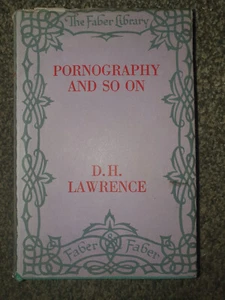 The Faber Library
PORNOGRAPHY
AND SO ON
D. H.
LAWRENCE
Faber & Faber